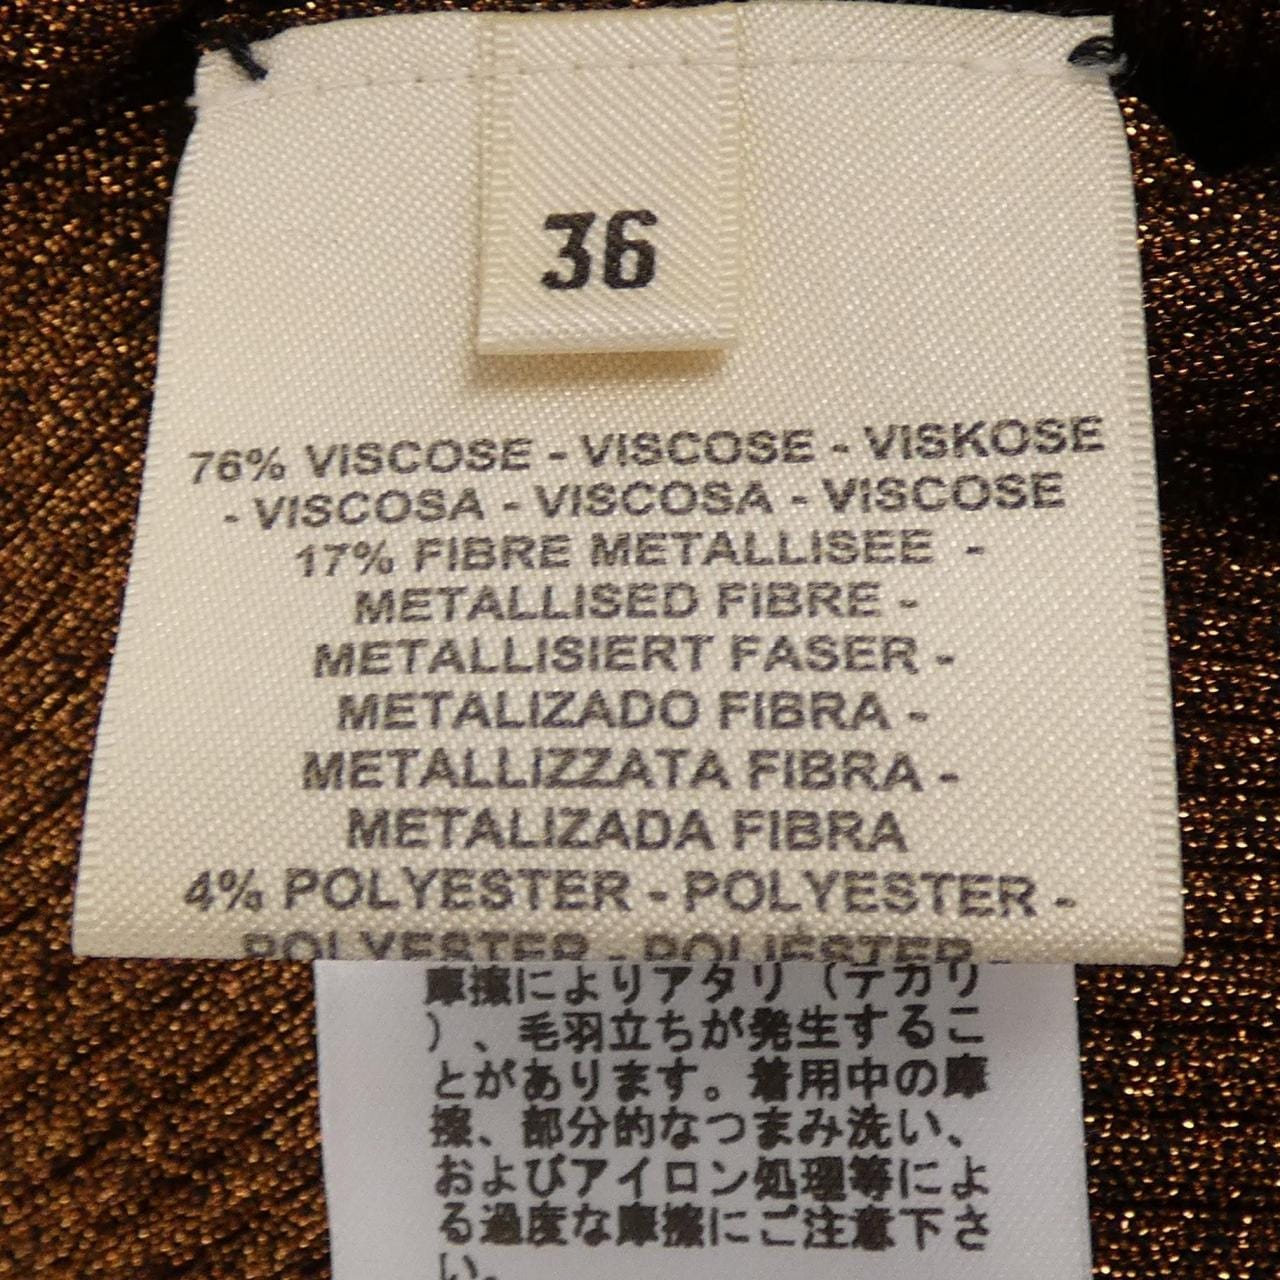 36
76% VISCOSE - VISCOSE - VISKOSE
- VISCOSA - VISCOSA - VISCOSE
17% FIBRE METALLISEE -
METALLISED FIBRE -
METALLISIERT FASER -
METALIZADO FIBRA -
METALLIZZATA FIBRA -
METALIZADA FIBRA
4% POLYESTER - POLYESTER -
POLYESTER - POLIÉSTER -
摩擦によりアタリ（テカリ
）、毛羽立ちが発生するこ
とがあります。着用中の摩
擦、部分的なつまみ洗い、
およびアイロン処理等によ
る過度な摩擦にご注意下さ
い。